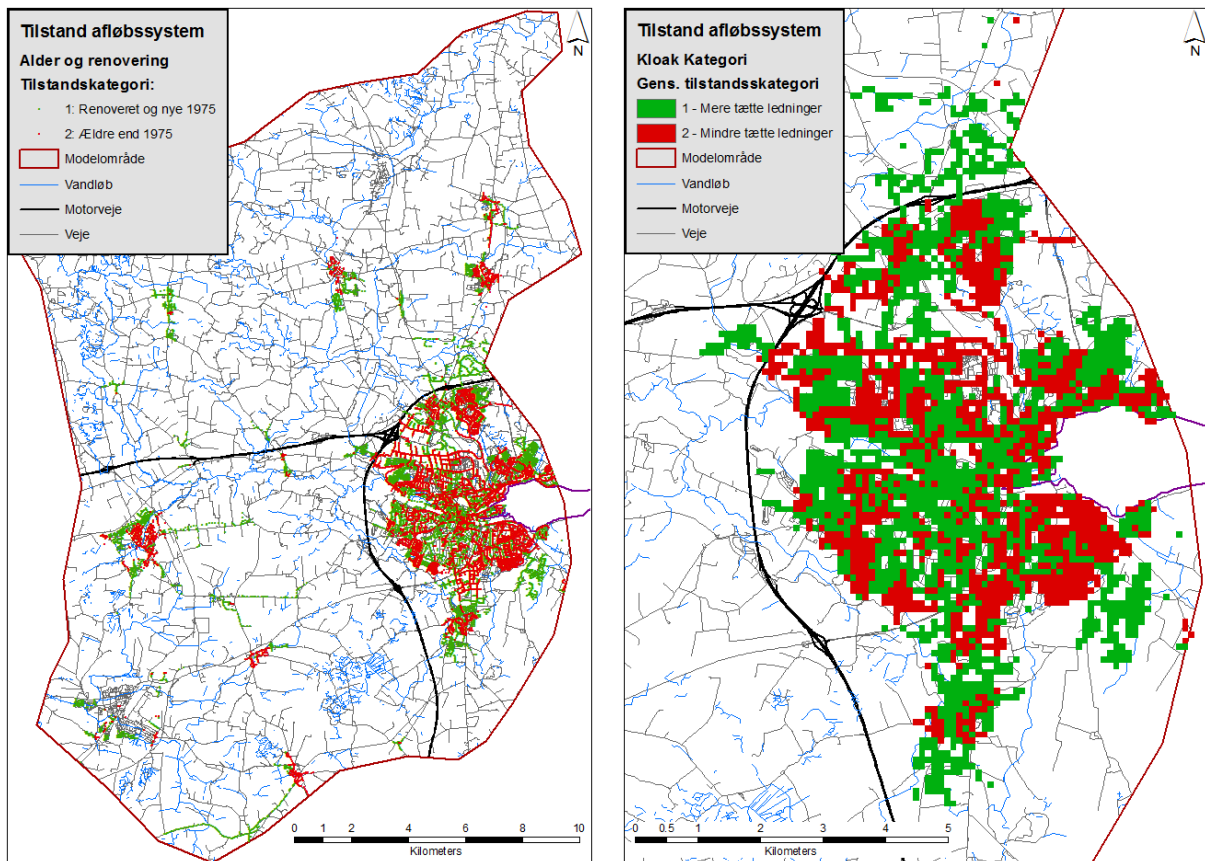 Tilstand afløbssystem
Alder og renovering
Tilstandskategori:
1: Renoveret og nye 1975
2: Ældre end 1975
Modelområde
Vandløb
Motorveje
Veje
N
0 1 2 4 6 8 10
Kilometers
Tilstand afløbssystem
Kloak Kategori
Gens. tilstandsskategori
1 - Mere tætte ledninger
2 - Mindre tætte ledninger
Modelområde
Vandløb
Motorveje
Veje
N
0 0,5 1 2 3 4 5
Kilometers